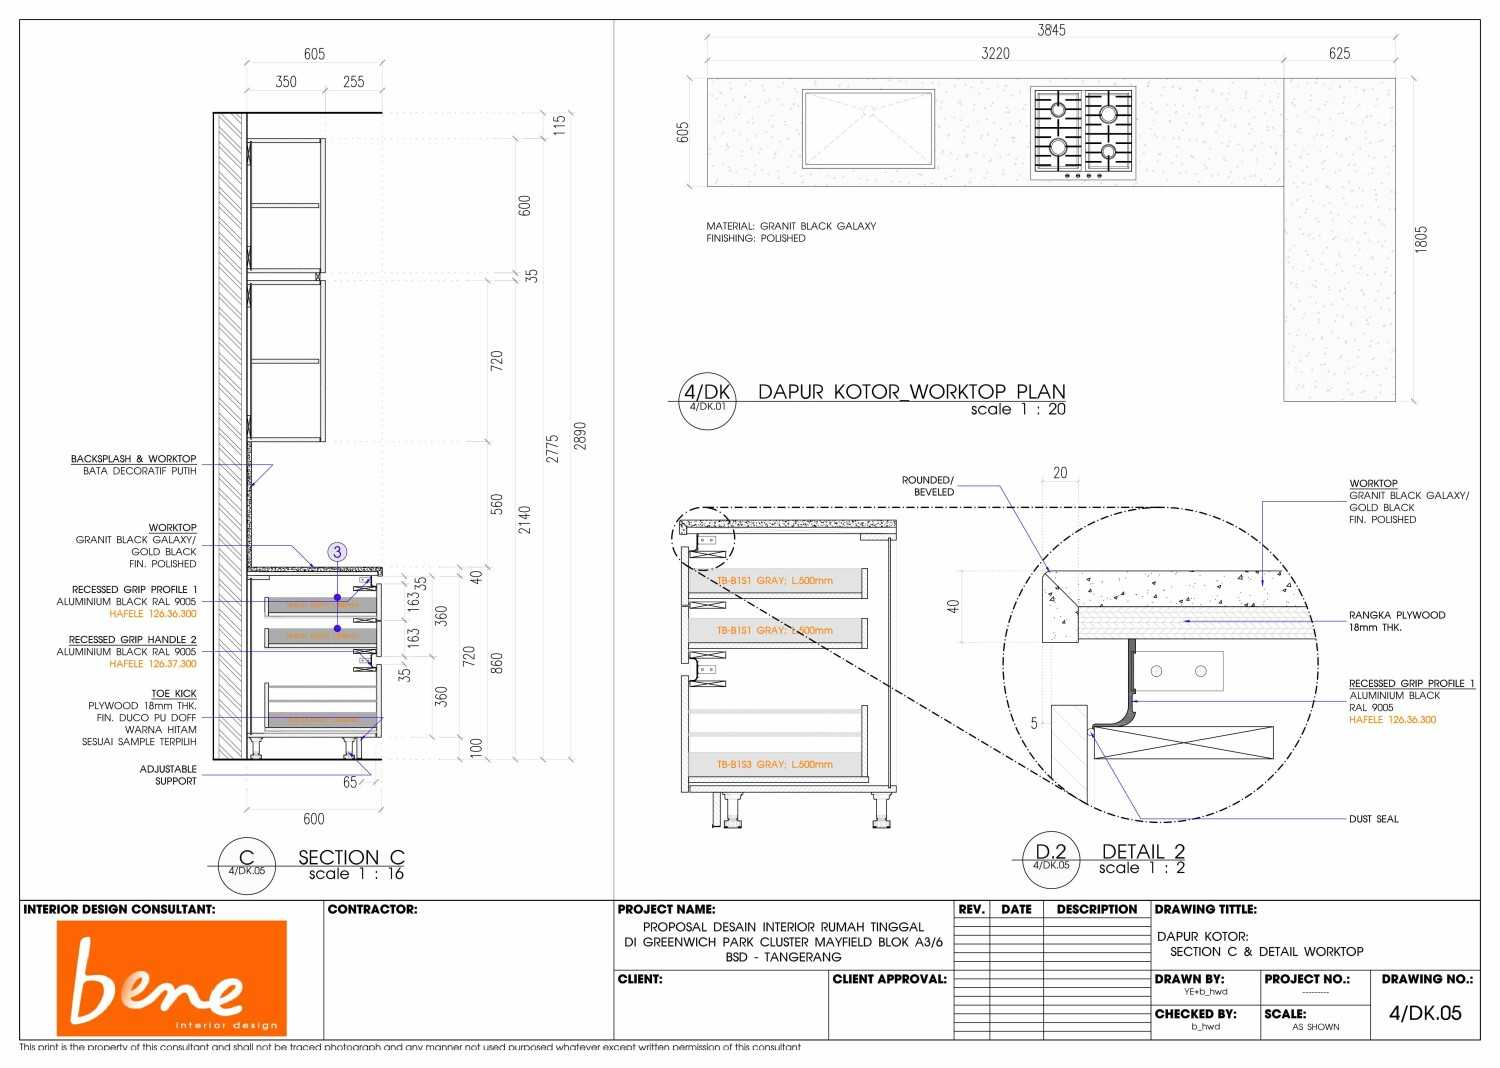 605
350
255
115
600
35
720
2775
2890
560
2140
40
35
163
360
163
720
860
35
360
100
65
600
BACKSPLASH & WORKTOP
BATA DECORATIF PUTIH
WORKTOP
GRANIT BLACK GALAXY/
GOLD BLACK
FIN. POLISHED
3
RECESSED GRIP PROFILE 1
ALUMINIUM BLACK RAL 9005
HAFELE 126.36.300
RECESSED GRIP HANDLE 2
ALUMINIUM BLACK RAL 9005
HAFELE 126.37.300
TOE KICK
PLYWOOD 18mm THK.
FIN. DUCO PU DOFF
WARNA HITAM
SESUAI SAMPLE TERPILIH
ADJUSTABLE
SUPPORT
C
4/DK.05
SECTION C
scale 1 : 16
3845
3220
625
605
1805
MATERIAL: GRANIT BLACK GALAXY
FINISHING: POLISHED
4/DK
4/DK.01
DAPUR KOTOR_WORKTOP PLAN
scale 1 : 20
ROUNDED/
BEVELED
20
WORKTOP
GRANIT BLACK GALAXY/
GOLD BLACK
FIN. POLISHED
TB-B1S1 GRAY; L.500mm
TB-B1S1 GRAY; L.500mm
TB-B1S3 GRAY; L.500mm
40
5
RANGKA PLYWOOD
18mm THK.
RECESSED GRIP PROFILE 1
ALUMINIUM BLACK
RAL 9005
HAFELE 126.36.300
DUST SEAL
D.2
4/DK.05
DETAIL 2
scale 1 : 2
INTERIOR DESIGN CONSULTANT:
bene
interior design
CONTRACTOR:
PROJECT NAME:
PROPOSAL DESAIN INTERIOR RUMAH TINGGAL
DI GREENWICH PARK CLUSTER MAYFIELD BLOK A3/6
BSD - TANGERANG
CLIENT:
CLIENT APPROVAL:
REV. DATE DESCRIPTION
DRAWING TITTLE:
DAPUR KOTOR:
SECTION C & DETAIL WORKTOP
DRAWN BY:
YE+b_hwd
PROJECT NO.:
---------
DRAWING NO.:
4/DK.05
CHECKED BY:
b_hwd
SCALE:
AS SHOWN
This print is the property of this consultant and shall not be traced photograph and any manner not used purposed whatever except written permission of this consultant